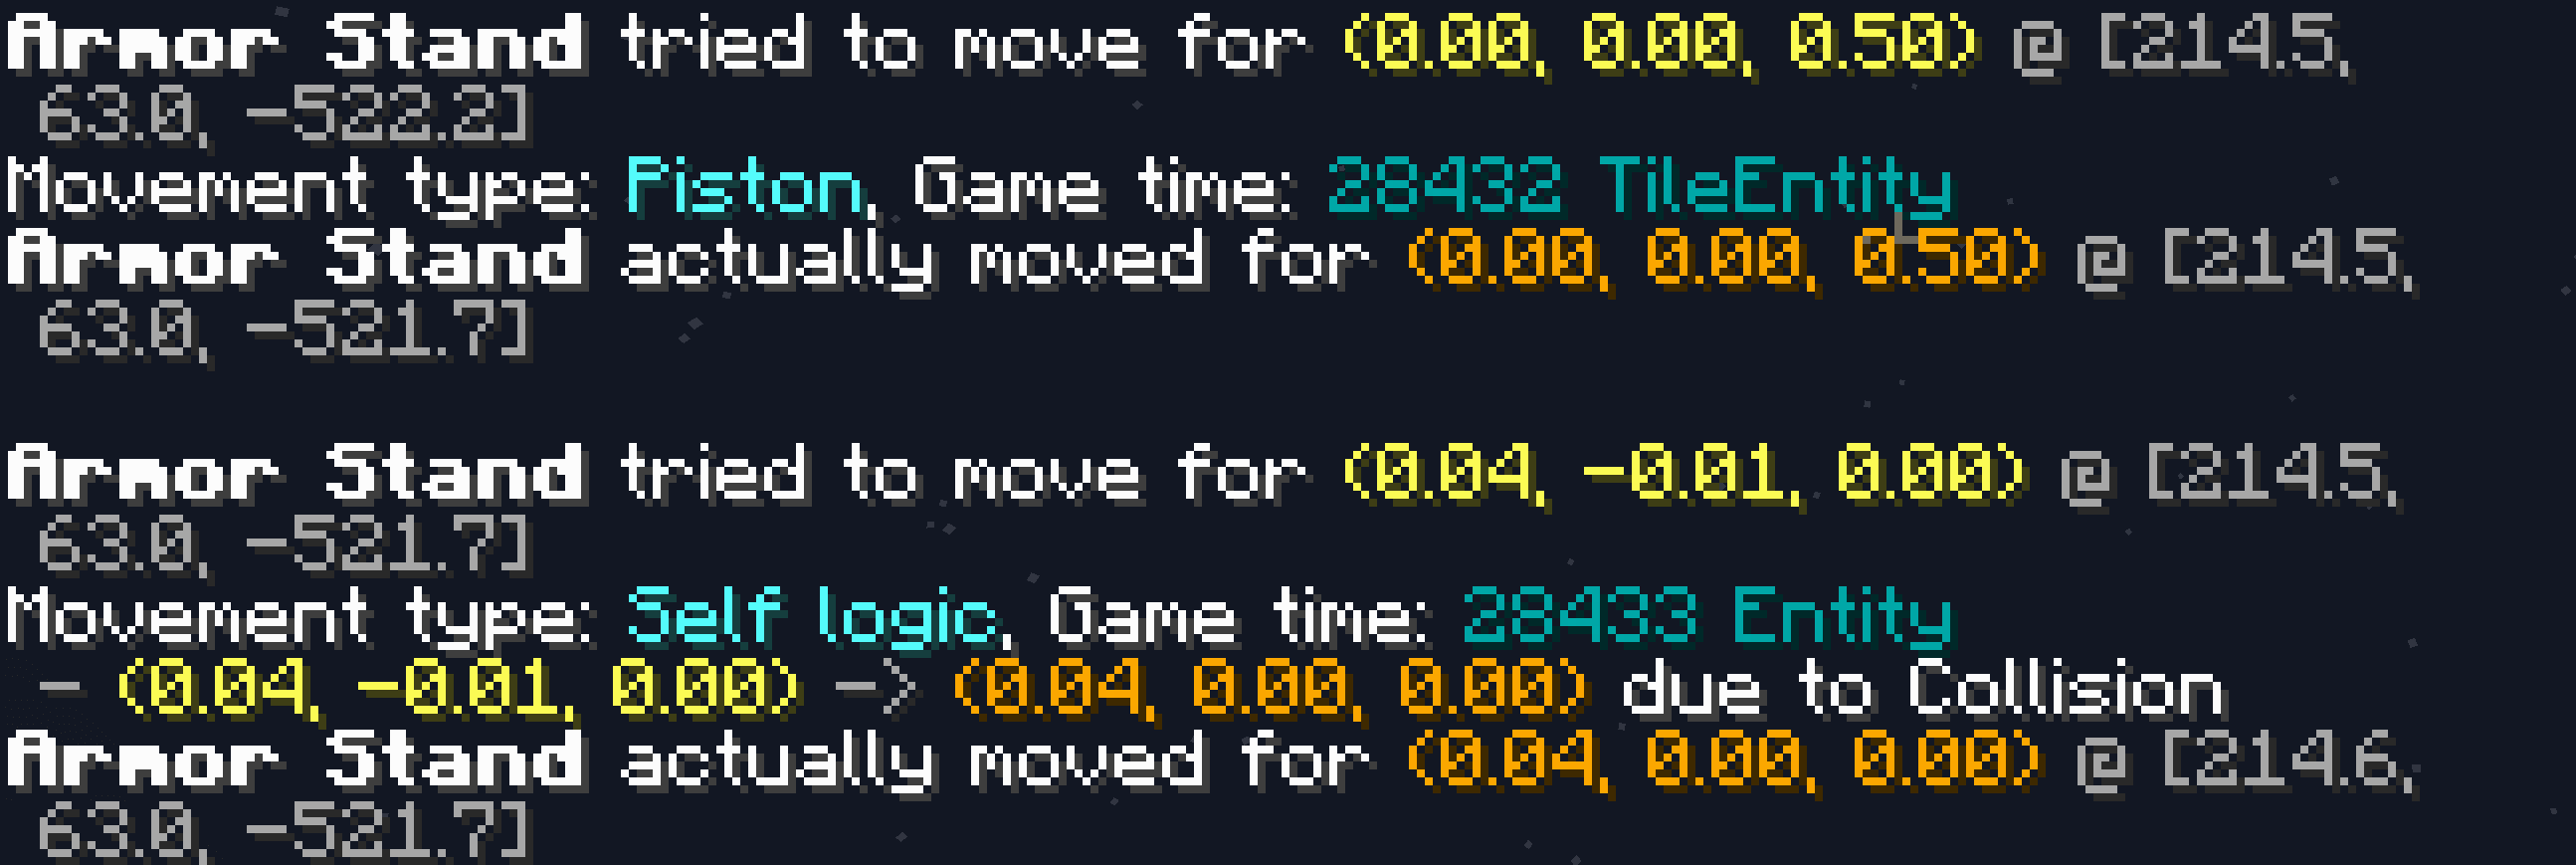 Armor Stand tried to move for (0.00, 0.00, 0.50) @ [214.5,
63.0, -522.2]
Movement type: Piston, Game time: 28432 TileEntity
Armor Stand actually moved for (0.00, 0.00, 0.50) @ [214.5,
63.0, -521.7]
Armor Stand tried to move for (0.04, -0.01, 0.00) @ [214.5,
63.0, -521.7]
Movement type: Self logic, Game time: 28433 Entity
- (0.04, -0.01, 0.00) -> (0.04, 0.00, 0.00) due to Collision
Armor Stand actually moved for (0.04, 0.00, 0.00) @ [214.6,
63.0, -521.7]